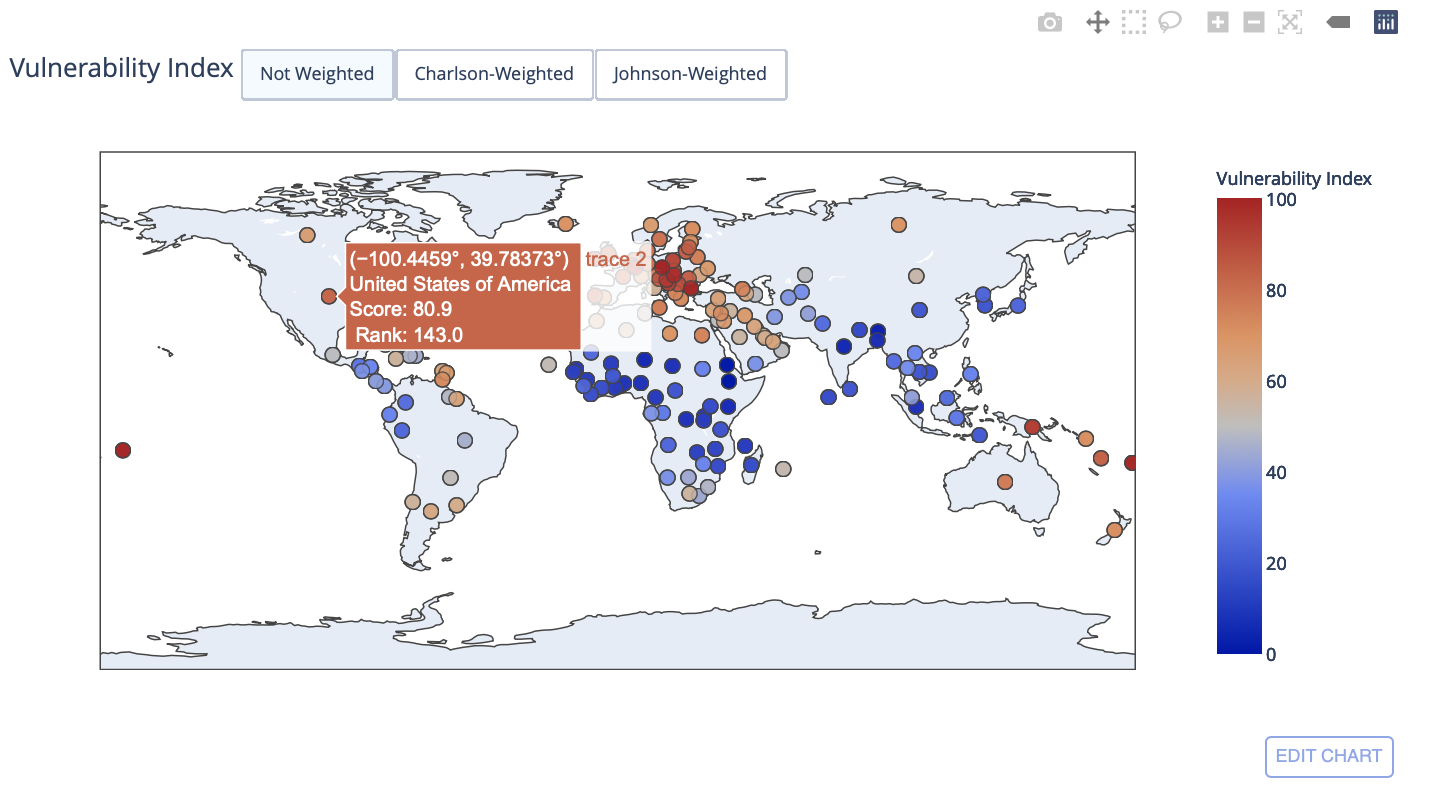 Vulnerability Index
Not Weighted
Charlson-Weighted
Johnson-Weighted
(−100.4459°, 39.78373°)
United States of America
Score: 80.9
Rank: 143.0
trace 2
Vulnerability Index
100
80
60
40
20
0
EDIT CHART